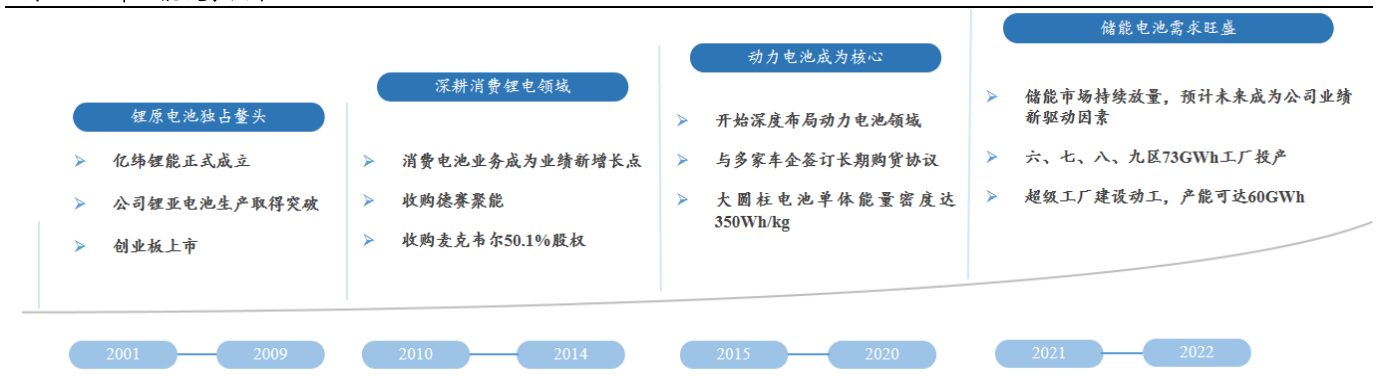 锂原电池独占鳌头
亿纬锂能正式成立
公司锂亚电池生产取得突破
创业板上市
深耕消费锂电领域
消费电池业务成为业绩新增长点
收购德赛聚能
收购麦克韦尔50.1%股权
动力电池成为核心
开始深度布局动力电池领域
与多家车企签订长期购货协议
大圆柱电池单体能量密度达
350Wh/kg
储能电池需求旺盛
储能市场持续放量，预计未来成为公司业绩
新驱动因素
六、七、八、九区73GWh工厂投产
超级工厂建设动工，产能可达60GWh
2001
2009
2010
2014
2015
2020
2021
2022